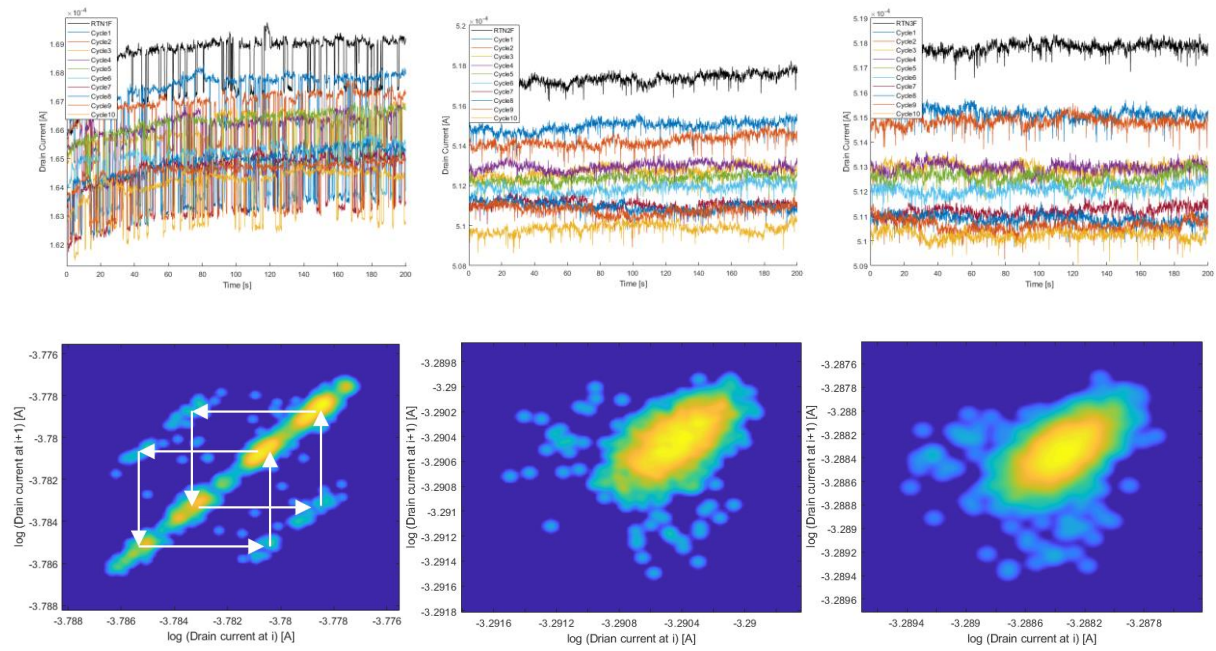 ×10⁻⁴
1.69
1.68
1.67
1.66
1.65
1.64
1.63
1.62
Drain Current [A]
RTN1F
Cycle1
Cycle2
Cycle3
Cycle4
Cycle5
Cycle6
Cycle7
Cycle8
Cycle9
Cycle10
0 20 40 60 80 100 120 140 160 180 200
Time [s]
5.2 ×10⁻⁴
5.18
5.16
5.14
5.12
5.1
5.08
Drain Current [A]
RTN2F
Cycle1
Cycle2
Cycle3
Cycle4
Cycle5
Cycle6
Cycle7
Cycle8
Cycle9
Cycle10
0 20 40 60 80 100 120 140 160 180 200
Time [s]
5.19 ×10⁻⁴
5.18
5.17
5.16
5.15
5.14
5.13
5.12
5.11
5.1
5.09
Drain Current [A]
RTN3F
Cycle1
Cycle2
Cycle3
Cycle4
Cycle5
Cycle6
Cycle7
Cycle8
Cycle9
Cycle10
0 20 40 60 80 100 120 140 160 180 200
Time [s]
-3.776
-3.778
-3.78
-3.782
-3.784
-3.786
-3.788
log (Drain current at i+1) [A]
-3.788 -3.786 -3.784 -3.782 -3.78 -3.778 -3.776
log (Drain current at i) [A]
-3.2898
-3.29
-3.2902
-3.2904
-3.2906
-3.2908
-3.291
-3.2912
-3.2914
-3.2916
-3.2918
log (Drain current at i+1) [A]
-3.2916 -3.2912 -3.2908 -3.2904 -3.29
log (Drian current at i) [A]
-3.2874
-3.2878
-3.288
-3.2882
-3.2884
-3.2886
-3.2888
-3.289
-3.2892
-3.2894
-3.2896
log (Drain current at i+1) [A]
-3.2894 -3.289 -3.2886 -3.2882 -3.2878
log (Drain current at i) [A]